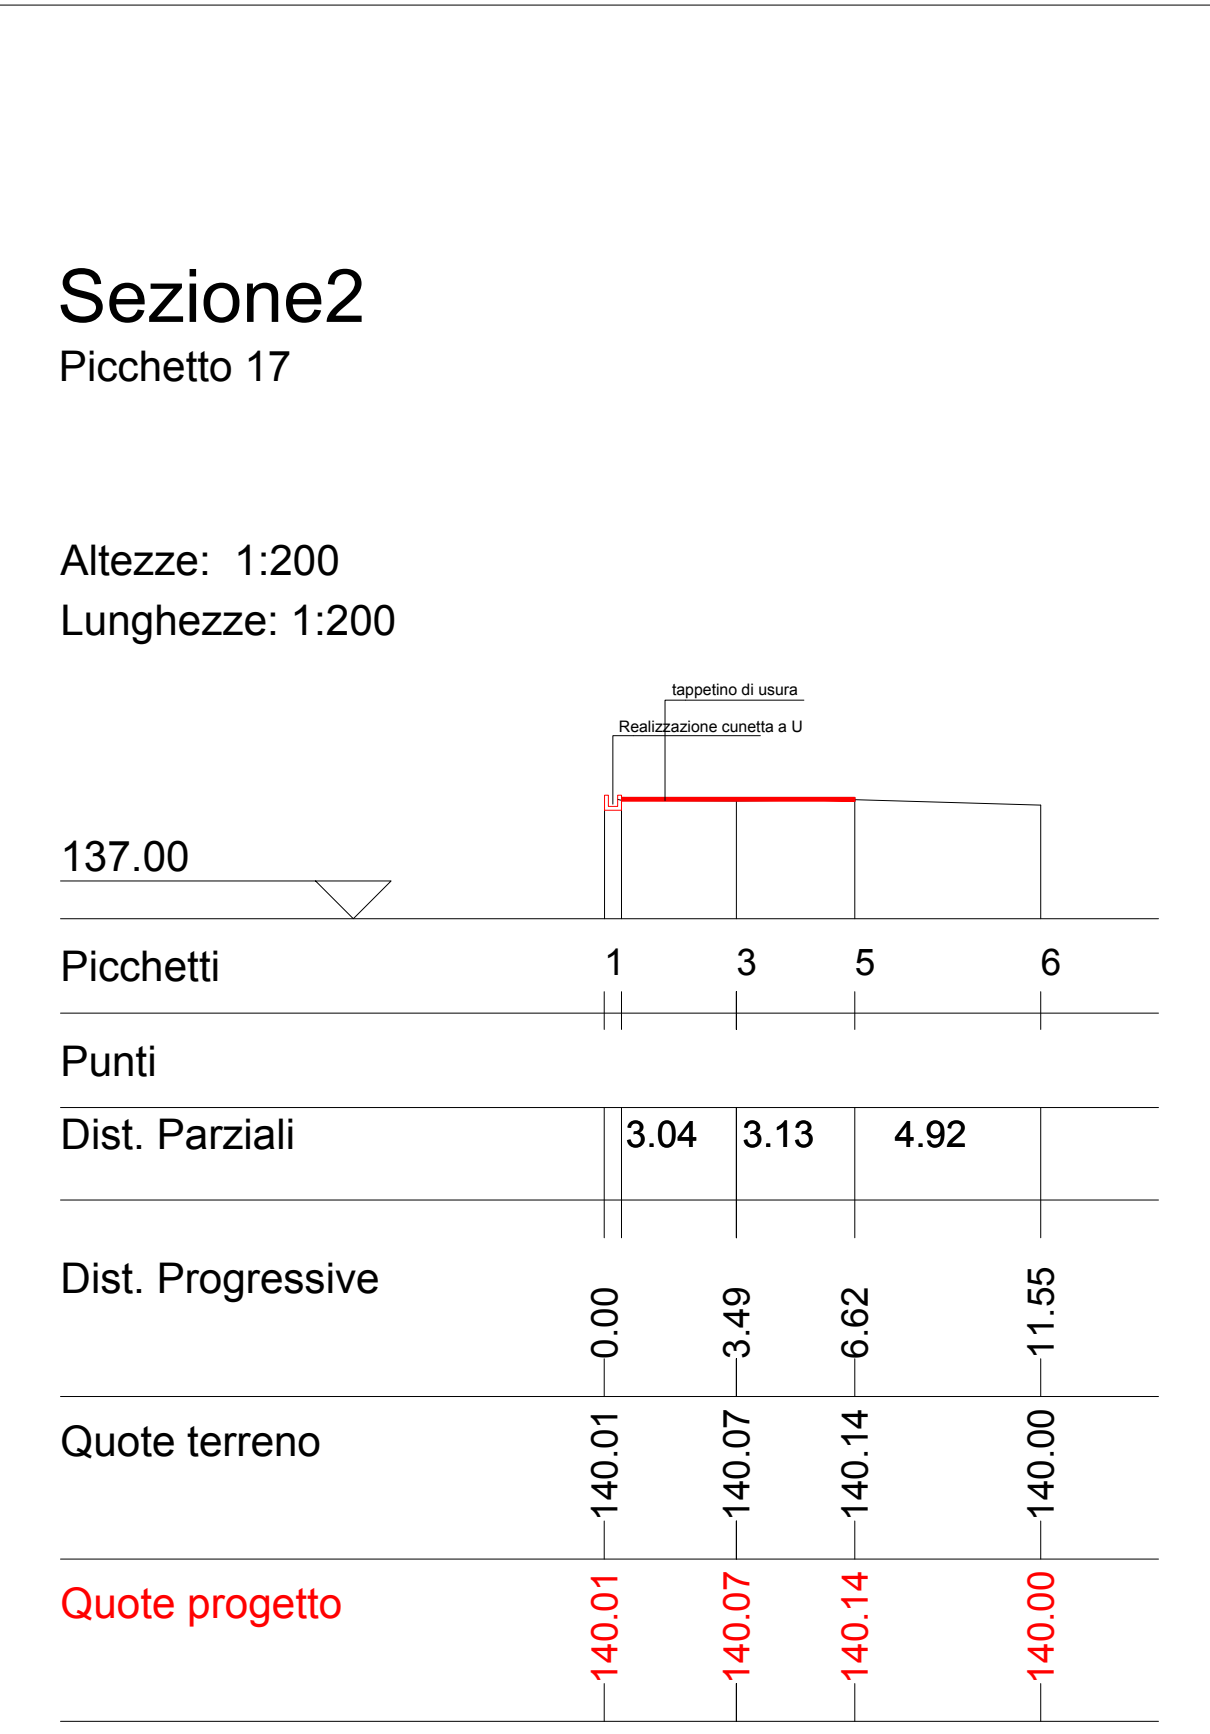 Sezione2
Picchetto 17
Altezze: 1:200
Lunghezze: 1:200
tappetino di usura
Realizzazione cunetta a U
137.00
Picchetti 1 3 5 6
Punti
Dist. Parziali 3.04 3.13 4.92
Dist. Progressive 0.00 3.49 6.62 11.55
Quote terreno 140.01 140.07 140.14 140.00
Quote progetto 140.01 140.07 140.14 140.00